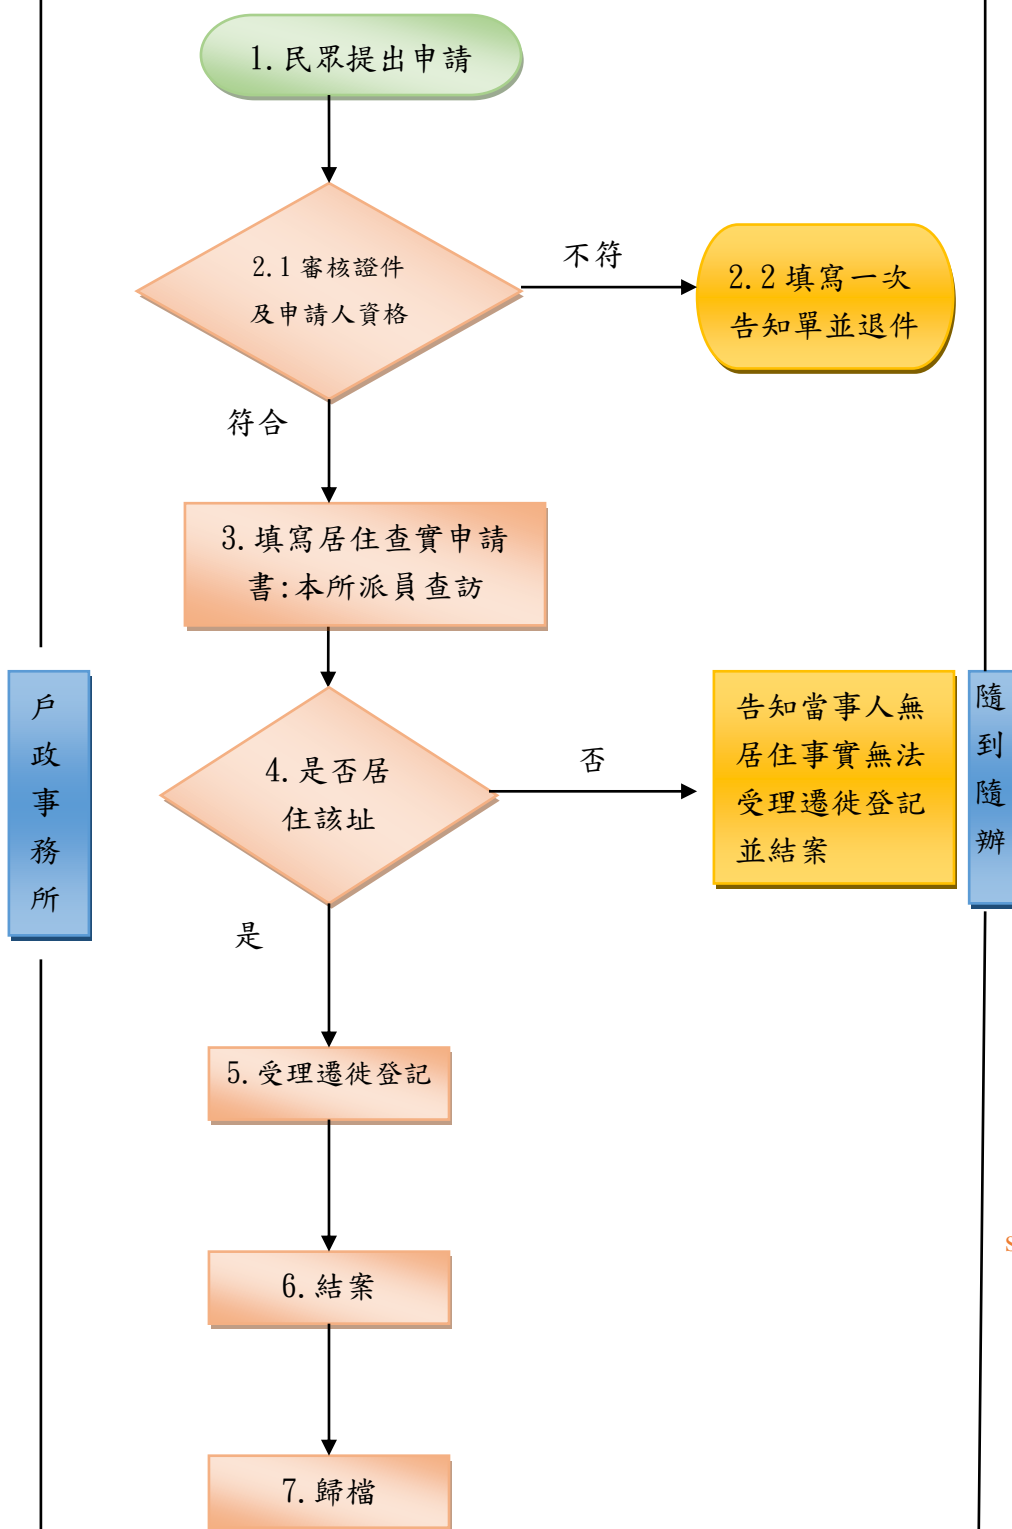 1.民眾提出申請
2.1審核證件
及申請人資格
不符
2.2填寫一次
告知單並退件
符合
3.填寫居住查實申請
書:本所派員查訪
戶政事務所
4.是否居
住該址
否
告知當事人無
居住事實無法
受理遷徙登記
並結案
隨到隨辦
是
5.受理遷徙登記
s
6.結案
7.歸檔